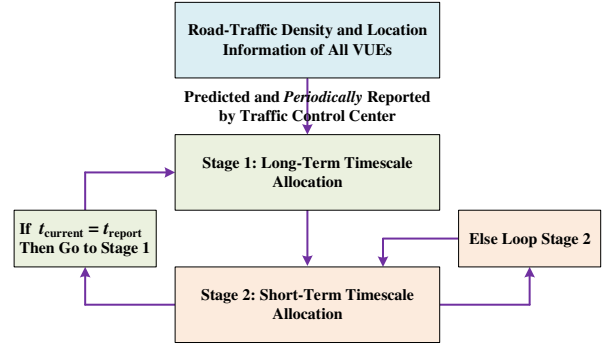 Road-Traffic Density and Location
Information of All VUEs
Predicted and Periodically Reported
by Traffic Control Center
Stage 1: Long-Term Timescale
Allocation
If t_current = t_report
Then Go to Stage 1
Else Loop Stage 2
Stage 2: Short-Term Timescale
Allocation